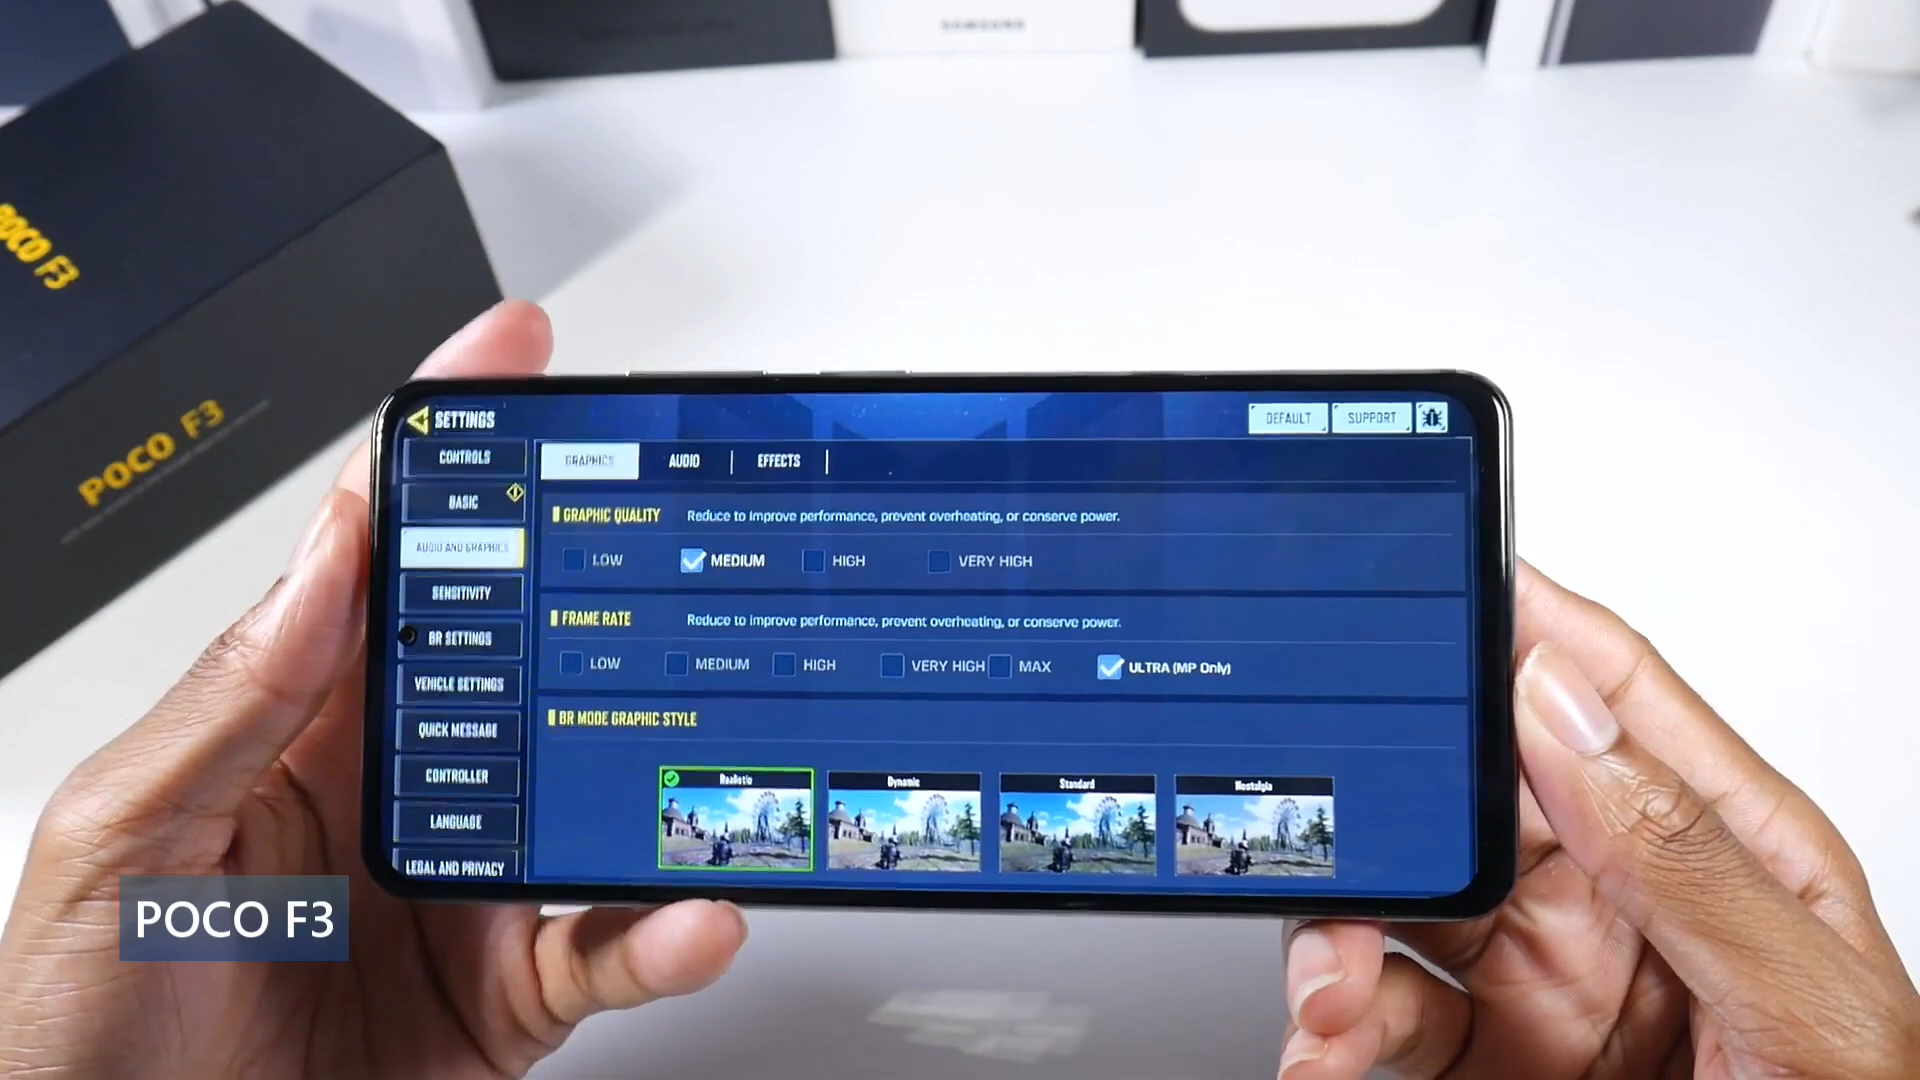 SAMSUNG
POCO F3
POCO F3
SETTINGS
DEFAULT
SUPPORT
CONTROLS
BASIC
AUDIO AND GRAPHICS
SENSITIVITY
BR SETTINGS
VEHICLE SETTINGS
QUICK MESSAGE
CONTROLLER
LANGUAGE
LEGAL AND PRIVACY
GRAPHICS
AUDIO
EFFECTS
GRAPHIC QUALITY
Reduce to improve performance, prevent overheating, or conserve power.
LOW
MEDIUM
HIGH
VERY HIGH
FRAME RATE
Reduce to improve performance, prevent overheating, or conserve power.
LOW
MEDIUM
HIGH
VERY HIGH
MAX
ULTRA (MP Only)
BR MODE GRAPHIC STYLE
Realistic
Dynamic
Standard
Nostalgia
POCO F3